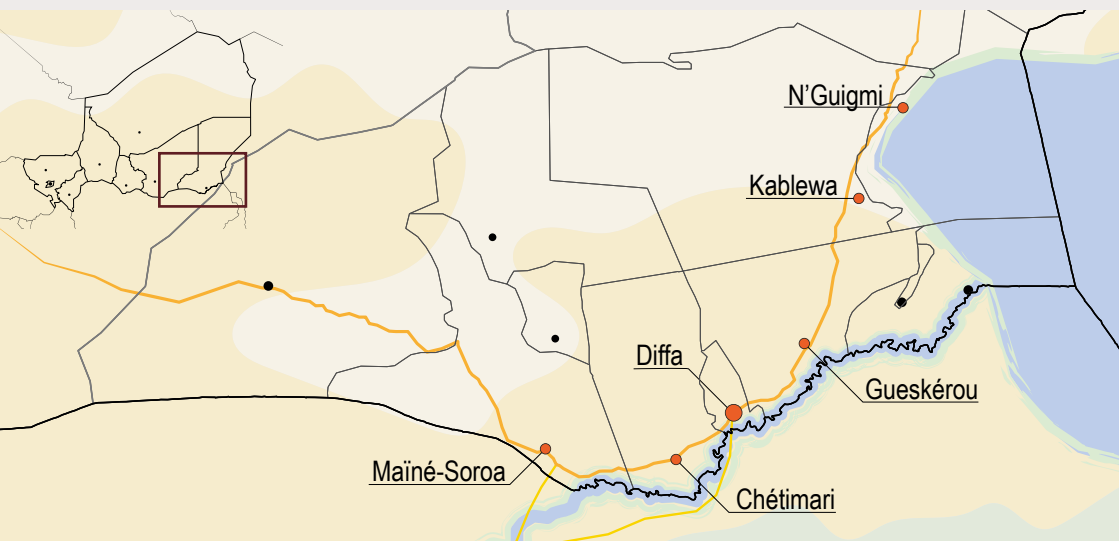 N'Guigmi
Kablewa
Diffa
Gueskérou
Maïné-Soroa
Chétimari